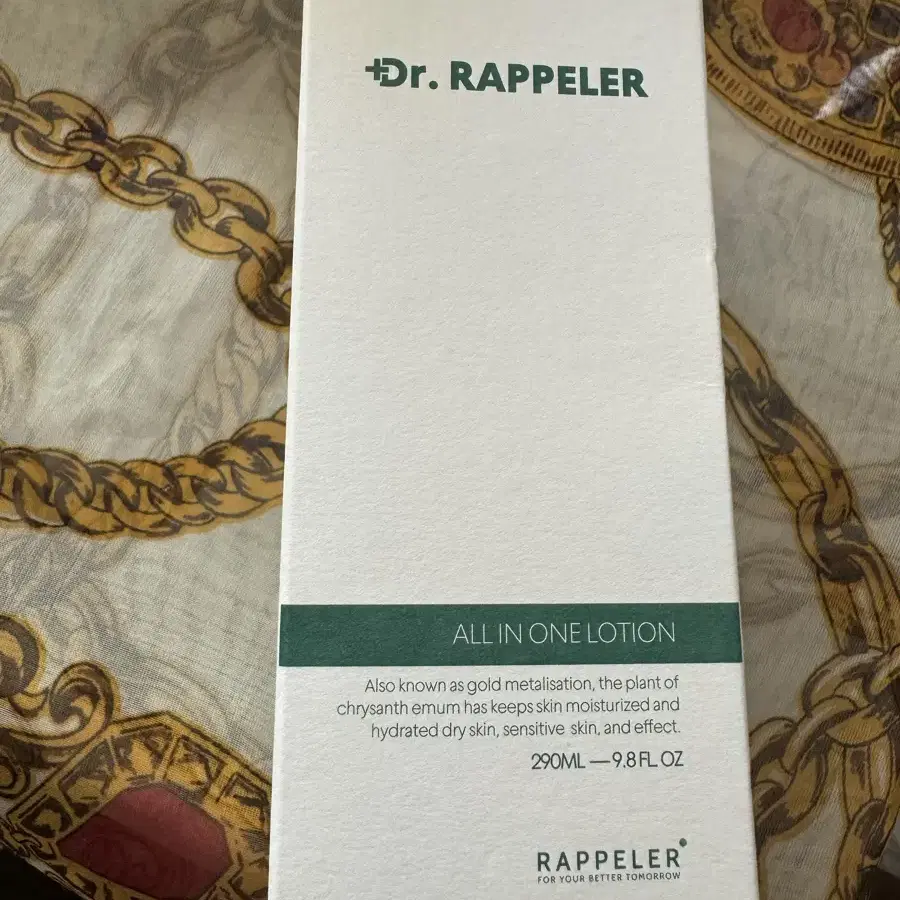 Dr. RAPPELER
ALL IN ONE LOTION
Also known as gold metalisation, the plant of
chrysanth emum has keeps skin moisturized and
hydrated dry skin, sensitive skin, and effect.
290ML — 9.8 FL OZ
RAPPELER
FOR YOUR BETTER TOMORROW